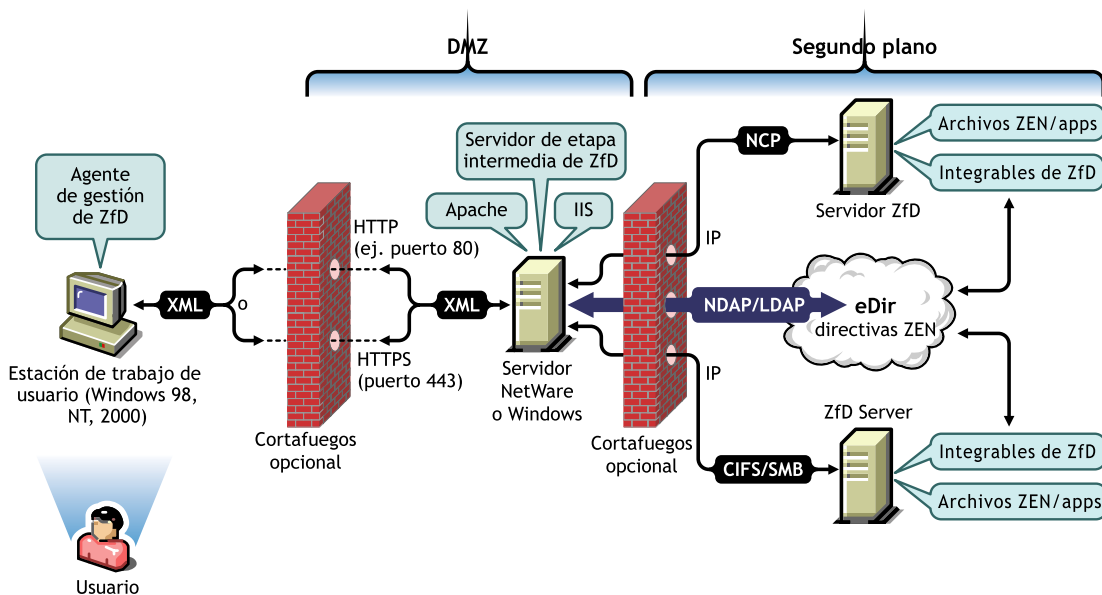 DMZ
Segundo plano
Agente
de gestión
de ZfD
Servidor de etapa
intermedia de ZfD
Apache
IIS
HTTP
(ej. puerto 80)
XML
o
XML
HTTPS
(puerto 443)
Estación de trabajo de
usuario (Windows 98,
NT, 2000)
Cortafuegos
opcional
Servidor
NetWare
o Windows
Cortafuegos
opcional
NCP
IP
Servidor ZfD
Archivos ZEN/apps
Integrables de ZfD
NDAP/LDAP
eDir
directivas ZEN
IP
CIFS/SMB
ZfD Server
Integrables de ZfD
Archivos ZEN/apps
Usuario